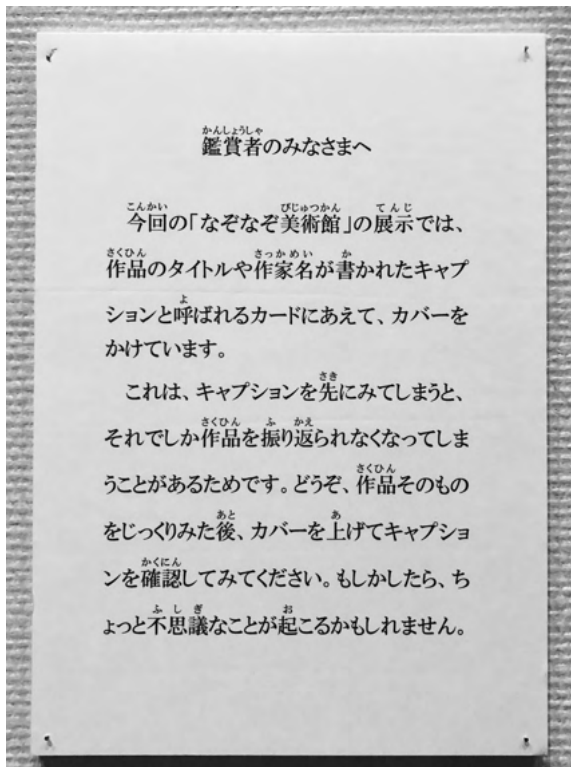 鑑賞者のみなさまへ
今回の「なぞなぞ美術館」の展示では、
作品のタイトルや作家名が書かれたキャプ
ションと呼ばれるカードにあえて、カバーを
かけています。
これは、キャプションを先にみてしまうと、
それでしか作品を振り返られなくなってしま
うことがあるためです。どうぞ、作品そのもの
をじっくりみた後、カバーを上げてキャプショ
ンを確認してみてください。もしかしたら、ち
ょっと不思議なことが起こるかもしれません。